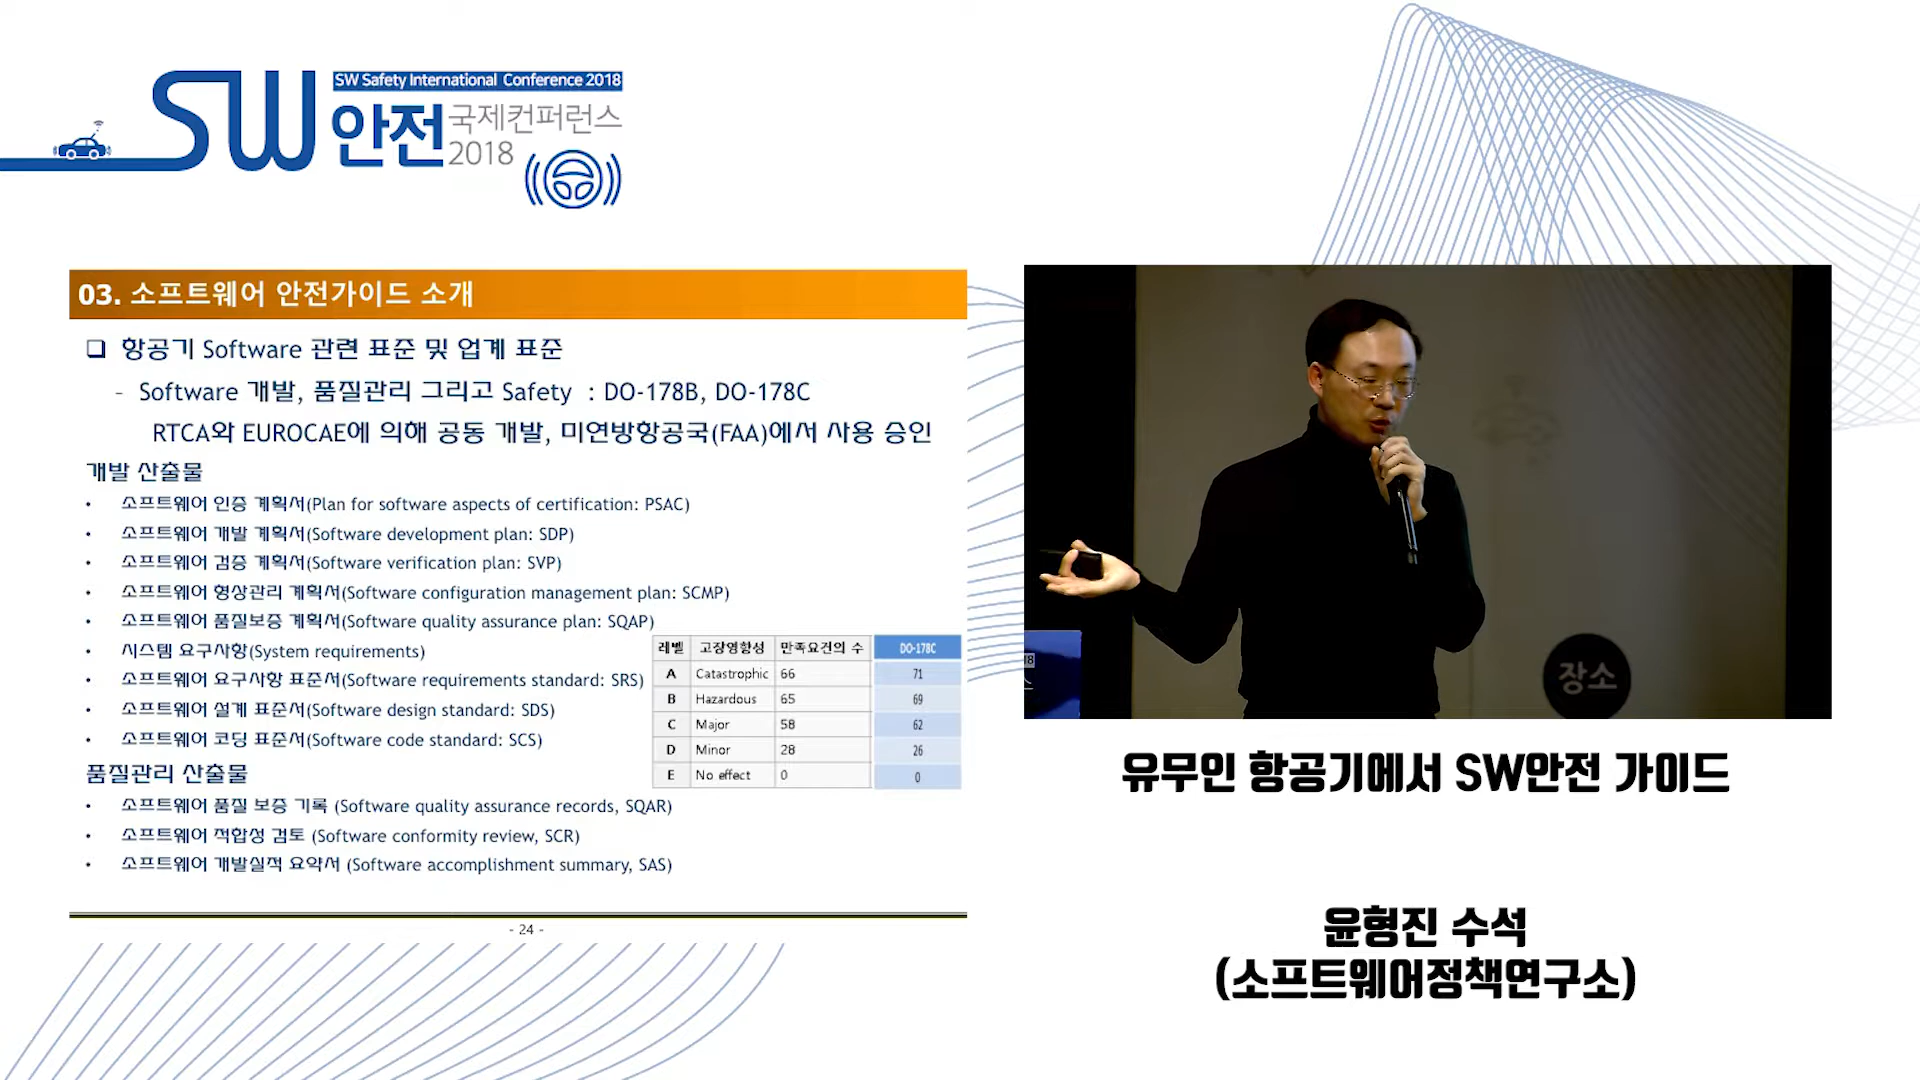 SW Safety International Conference 2018
SW 안전 국제컨퍼런스
2018
03. 소프트웨어 안전가이드 소개
❑ 항공기 Software 관련 표준 및 업계 표준
- Software 개발, 품질관리 그리고 Safety : DO-178B, DO-178C
RTCA와 EUROCAE에 의해 공동 개발, 미연방항공국(FAA)에서 사용 승인
개발 산출물
• 소프트웨어 인증 계획서(Plan for software aspects of certification: PSAC)
• 소프트웨어 개발 계획서(Software development plan: SDP)
• 소프트웨어 검증 계획서(Software verification plan: SVP)
• 소프트웨어 형상관리 계획서(Software configuration management plan: SCMP)
• 소프트웨어 품질보증 계획서(Software quality assurance plan: SQAP)
• 시스템 요구사항(System requirements)
• 소프트웨어 요구사항 표준서(Software requirements standard: SRS)
• 소프트웨어 설계 표준서(Software design standard: SDS)
• 소프트웨어 코딩 표준서(Software code standard: SCS)
레벨 고장영향성 만족요건의 수 DO-178C
A Catastrophic 66 71
B Hazardous 65 69
C Major 58 62
D Minor 28 26
E No effect 0 0
품질관리 산출물
• 소프트웨어 품질 보증 기록 (Software quality assurance records, SQAR)
• 소프트웨어 적합성 검토 (Software conformity review, SCR)
• 소프트웨어 개발실적 요약서 (Software accomplishment summary, SAS)
- 24 -
18
스
장소
유무인 항공기에서 SW안전 가이드
윤형진 수석
(소프트웨어정책연구소)